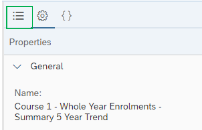 {}
Properties
General
Name:
Course 1 - Whole Year Enrolments -
Summary 5 Year Trend